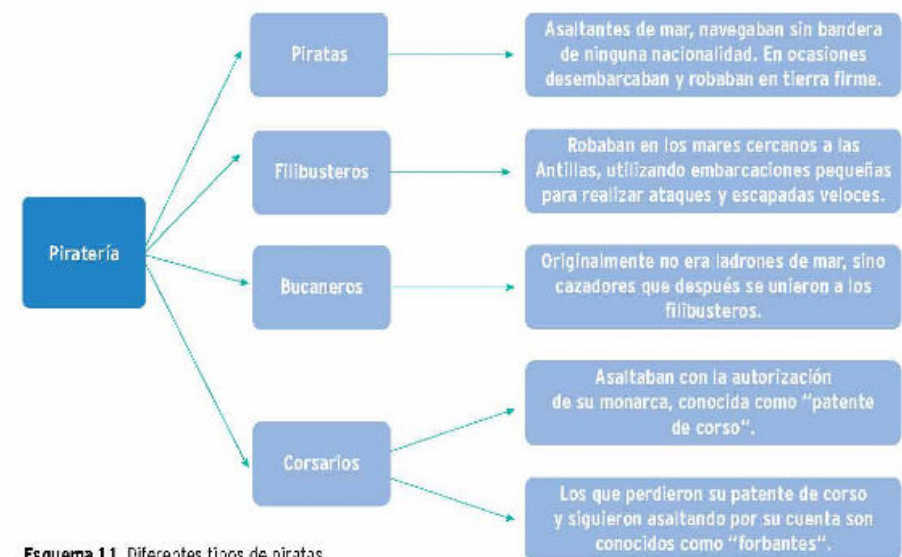 Piratería
Piratas
Asaltantes de mar, navegaban sin bandera
de ninguna nacionalidad. En ocasiones
desembarcaban y robaban en tierra firme.
Filibusteros
Robaban en los mares cercanos a las
Antillas, utilizando embarcaciones pequeñas
para realizar ataques y escapadas veloces.
Bucaneros
Originalmente no era ladrones de mar, sino
cazadores que después se unieron a los
filibusteros.
Corsarios
Asaltaban con la autorización
de su monarca, conocida como "patente
de corso".
Los que perdieron su patente de corso
y siguieron asaltando por su cuenta son
conocidos como "forbantes".
Esquema 1.1. Diferentes tipos de piratas